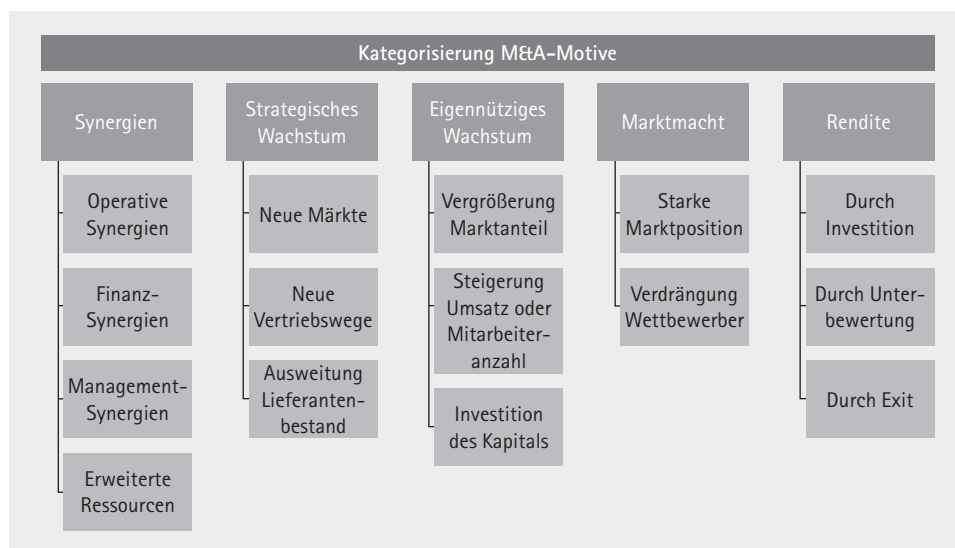 Kategorisierung M&A-Motive
Synergien
Operative
Synergien
Finanz-
Synergien
Management-
Synergien
Erweiterte
Ressourcen
Strategisches
Wachstum
Neue Märkte
Neue
Vertriebswege
Ausweitung
Lieferanten-
bestand
Eigennütziges
Wachstum
Vergrößerung
Marktanteil
Steigerung
Umsatz oder
Mitarbeiter-
anzahl
Investition
des Kapitals
Marktmacht
Starke
Marktposition
Verdrängung
Wettbewerber
Rendite
Durch
Investition
Durch Unter-
bewertung
Durch Exit